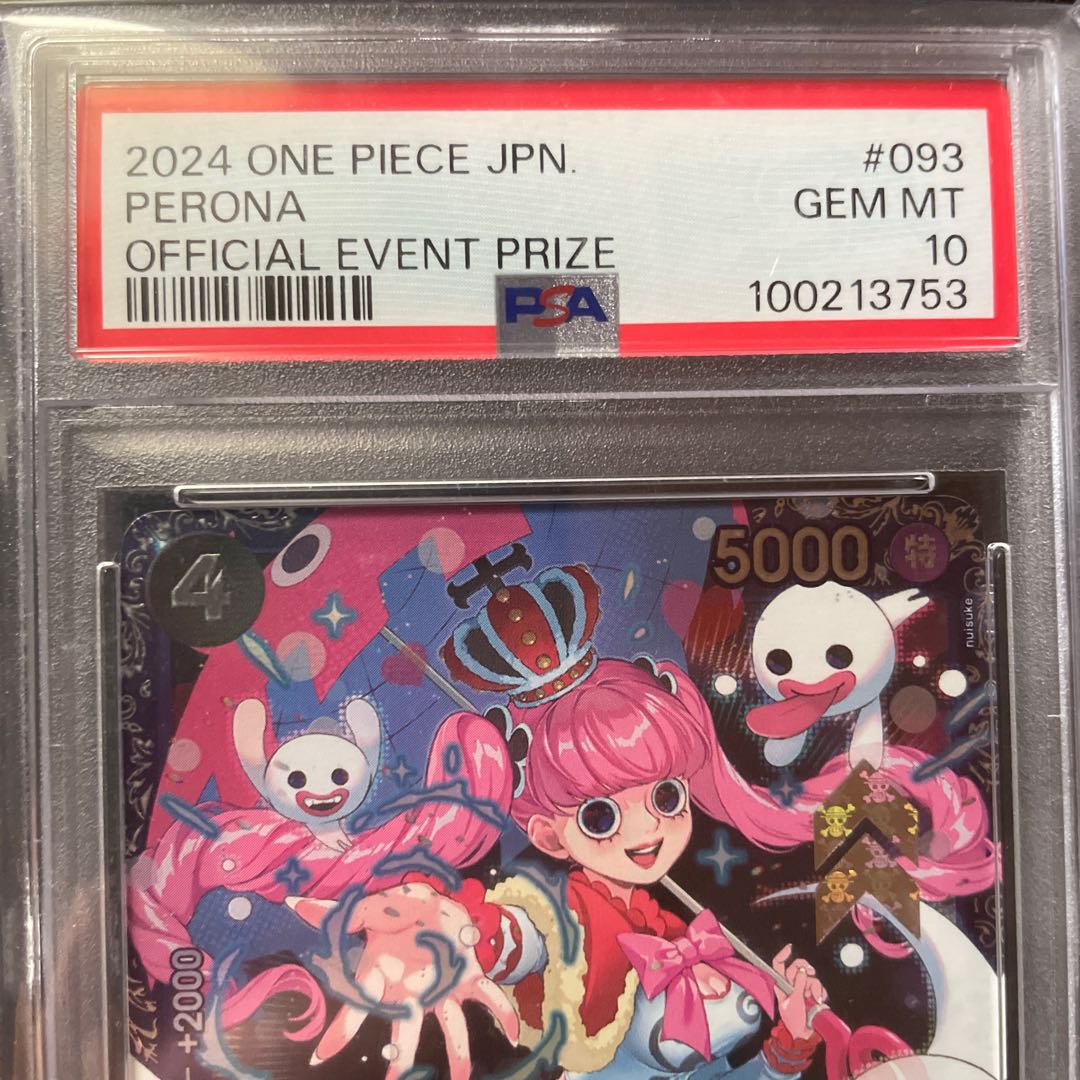 2024 ONE PIECE JPN. #093
PERONA GEM MT
OFFICIAL EVENT PRIZE 10
PSA 100213753
4
5000 特
nuisuke
+2000